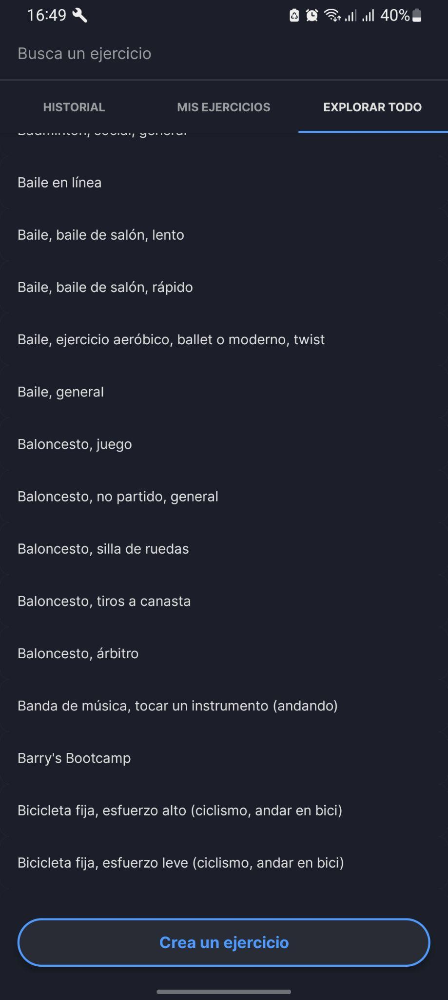 16:49
40%
Busca un ejercicio
HISTORIAL
MIS EJERCICIOS
EXPLORAR TODO
Badminton, social, general
Baile en línea
Baile, baile de salón, lento
Baile, baile de salón, rápido
Baile, ejercicio aeróbico, ballet o moderno, twist
Baile, general
Baloncesto, juego
Baloncesto, no partido, general
Baloncesto, silla de ruedas
Baloncesto, tiros a canasta
Baloncesto, árbitro
Banda de música, tocar un instrumento (andando)
Barry's Bootcamp
Bicicleta fija, esfuerzo alto (ciclismo, andar en bici)
Bicicleta fija, esfuerzo leve (ciclismo, andar en bici)
Crea un ejercicio